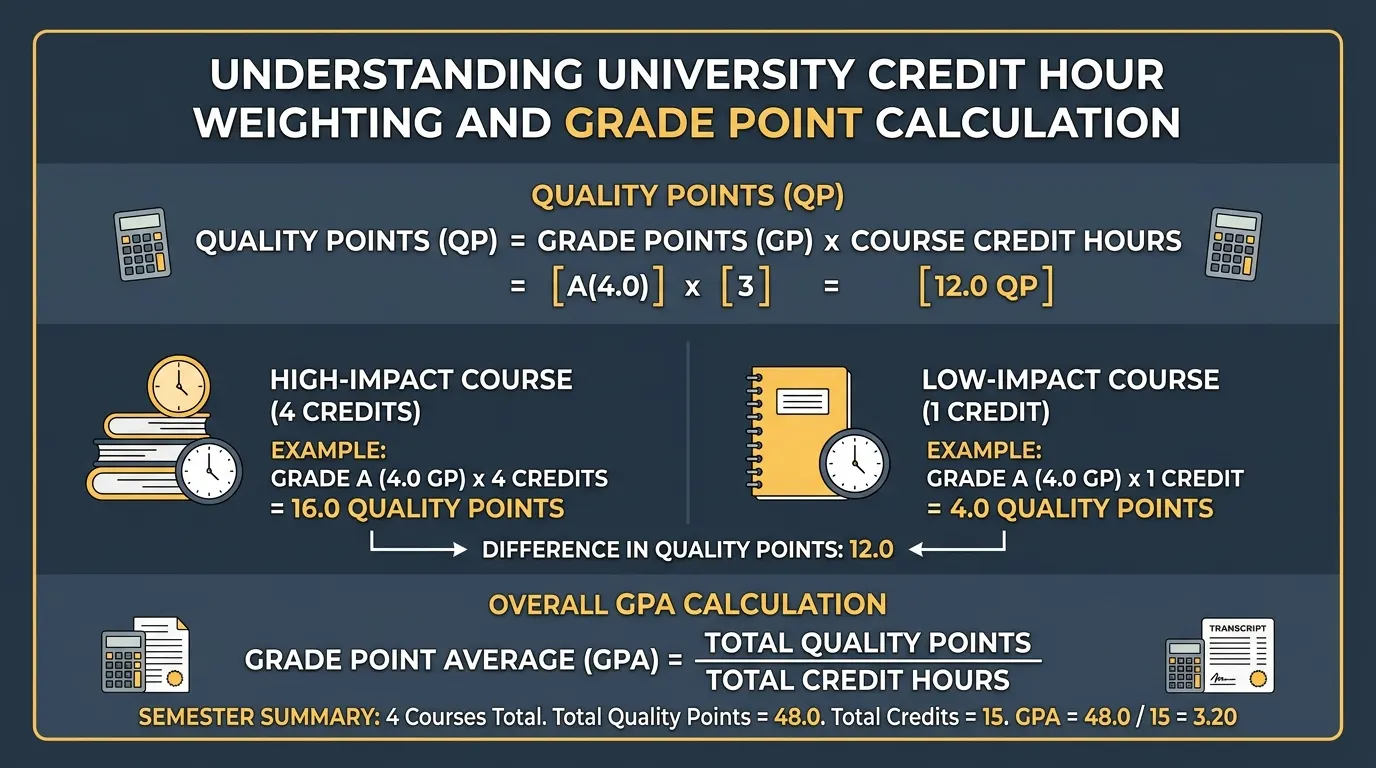 UNDERSTANDING UNIVERSITY CREDIT HOUR
WEIGHTING AND GRADE POINT CALCULATION
QUALITY POINTS (QP)
QUALITY POINTS (QP) = GRADE POINTS (GP) x COURSE CREDIT HOURS
= [A(4.0)] x [3] = [12.0 QP]
HIGH-IMPACT COURSE
(4 CREDITS)
EXAMPLE:
GRADE A (4.0 GP) x 4 CREDITS
= 16.0 QUALITY POINTS
LOW-IMPACT COURSE
(1 CREDIT)
EXAMPLE:
GRADE A (4.0 GP) x 1 CREDIT
= 4.0 QUALITY POINTS
DIFFERENCE IN QUALITY POINTS: 12.0
OVERALL GPA CALCULATION
GRADE POINT AVERAGE (GPA) = TOTAL QUALITY POINTS
TOTAL CREDIT HOURS
TRANSCRIPT
SEMESTER SUMMARY: 4 Courses Total. Total Quality Points = 48.0. Total Credits = 15. GPA = 48.0 / 15 = 3.20